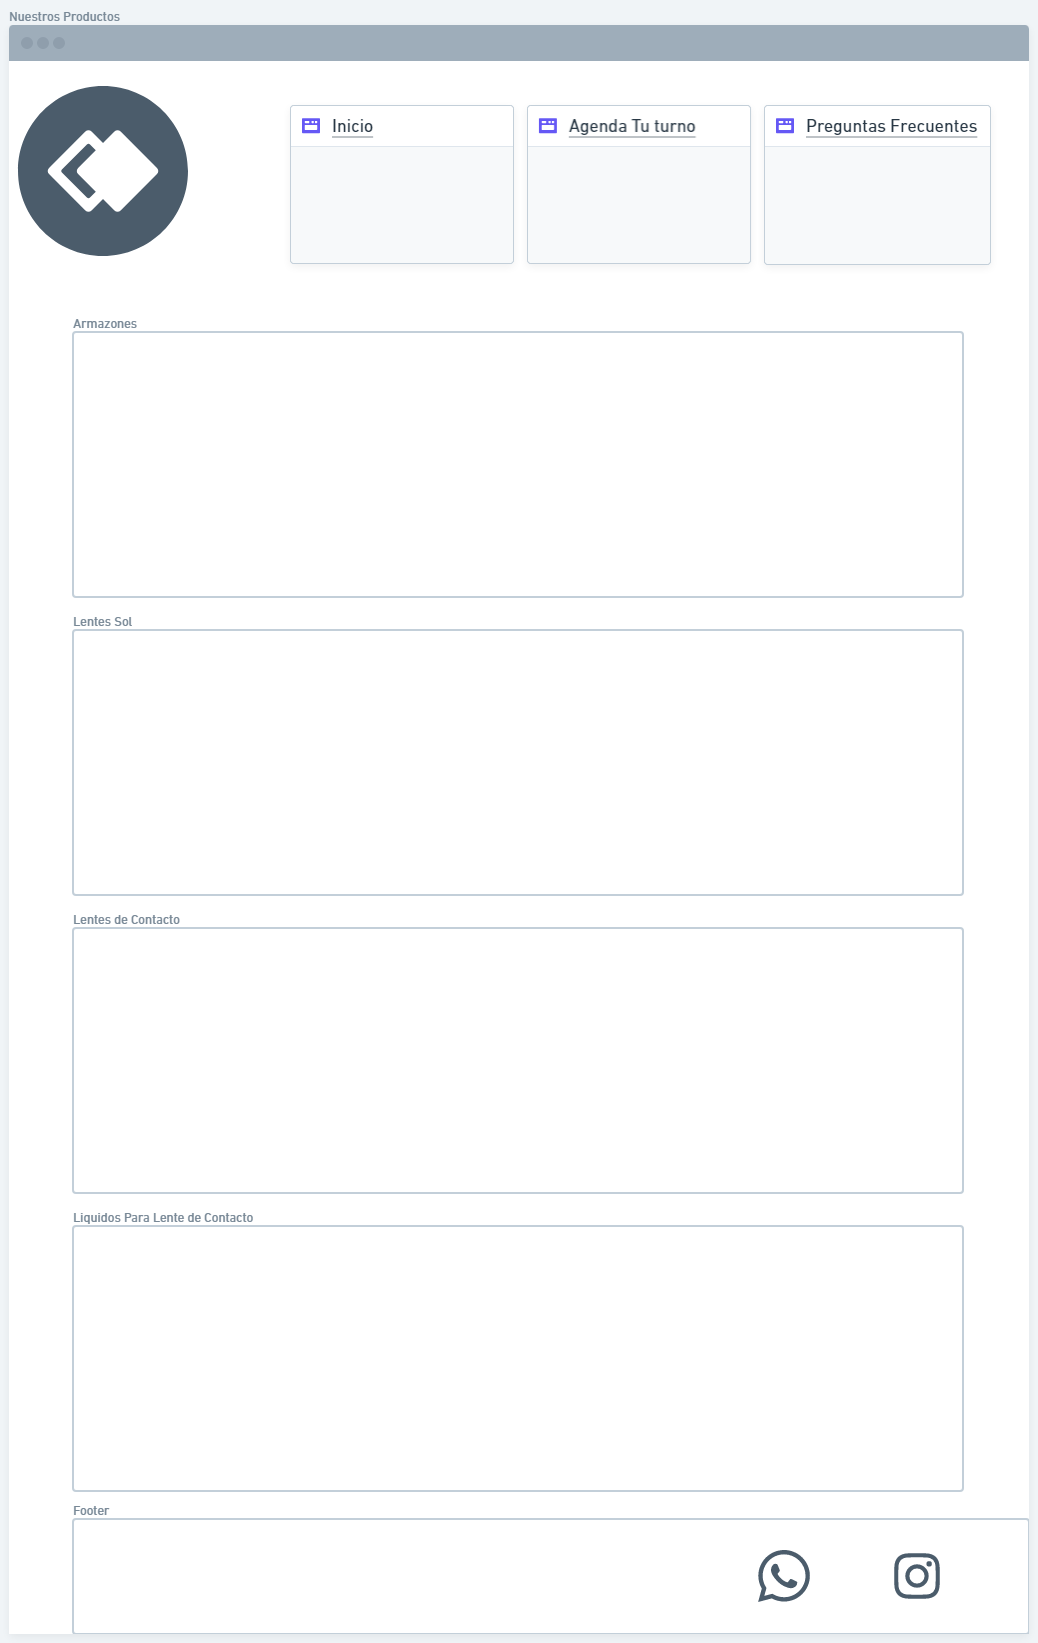 Nuestros Productos
Inicio
Agenda Tu turno
Preguntas Frecuentes
Armazones
Lentes Sol
Lentes de Contacto
Liquidos Para Lente de Contacto
Footer